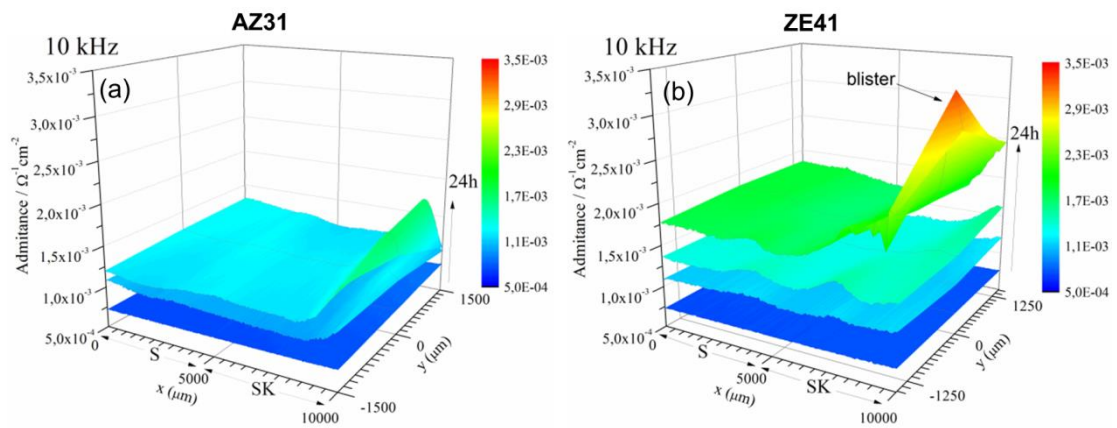 AZ31
ZE41
10 kHz
(a)
3,5x10⁻³
3,0x10⁻³
2,5x10⁻³
2,0x10⁻³
1,5x10⁻³
1,0x10⁻³
5,0x10⁻⁴
Admitance / Ω⁻¹cm⁻²
0
S
5000
SK
10000
x (μm)
-1500
0
1500
y (μm)
24h
3,5E-03
2,9E-03
2,3E-03
1,7E-03
1,1E-03
5,0E-04
10 kHz
(b)
blister
3,5x10⁻³
3,0x10⁻³
2,5x10⁻³
2,0x10⁻³
1,5x10⁻³
1,0x10⁻³
5,0x10⁻⁴
Admitance / Ω⁻¹cm⁻²
0
S
5000
SK
10000
x (μm)
-1250
0
1250
y (μm)
24h
3,5E-03
2,9E-03
2,3E-03
1,7E-03
1,1E-03
5,0E-04